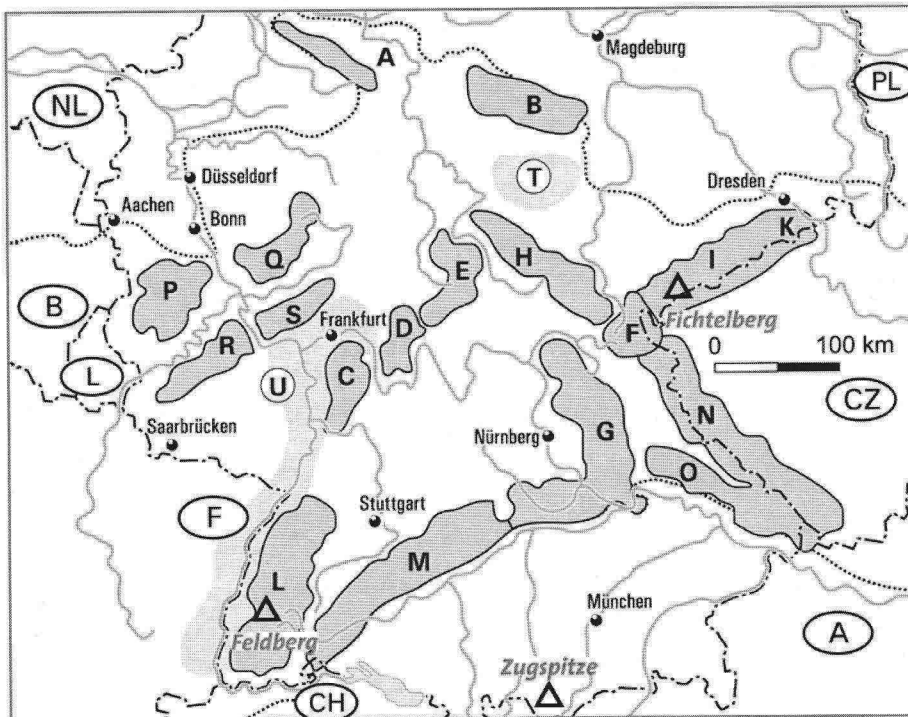 A
Magdeburg
NL
PL
B
T
Düsseldorf
Dresden
Aachen
Bonn
K
Q
H
I
E
P
B
S
Frankfurt
D
F
Fichtelberg
R
0 100 km
L
U
C
CZ
N
Saarbrücken
Nürnberg
G
O
F
Stuttgart
M
L
München
A
Feldberg
Zugspitze
CH